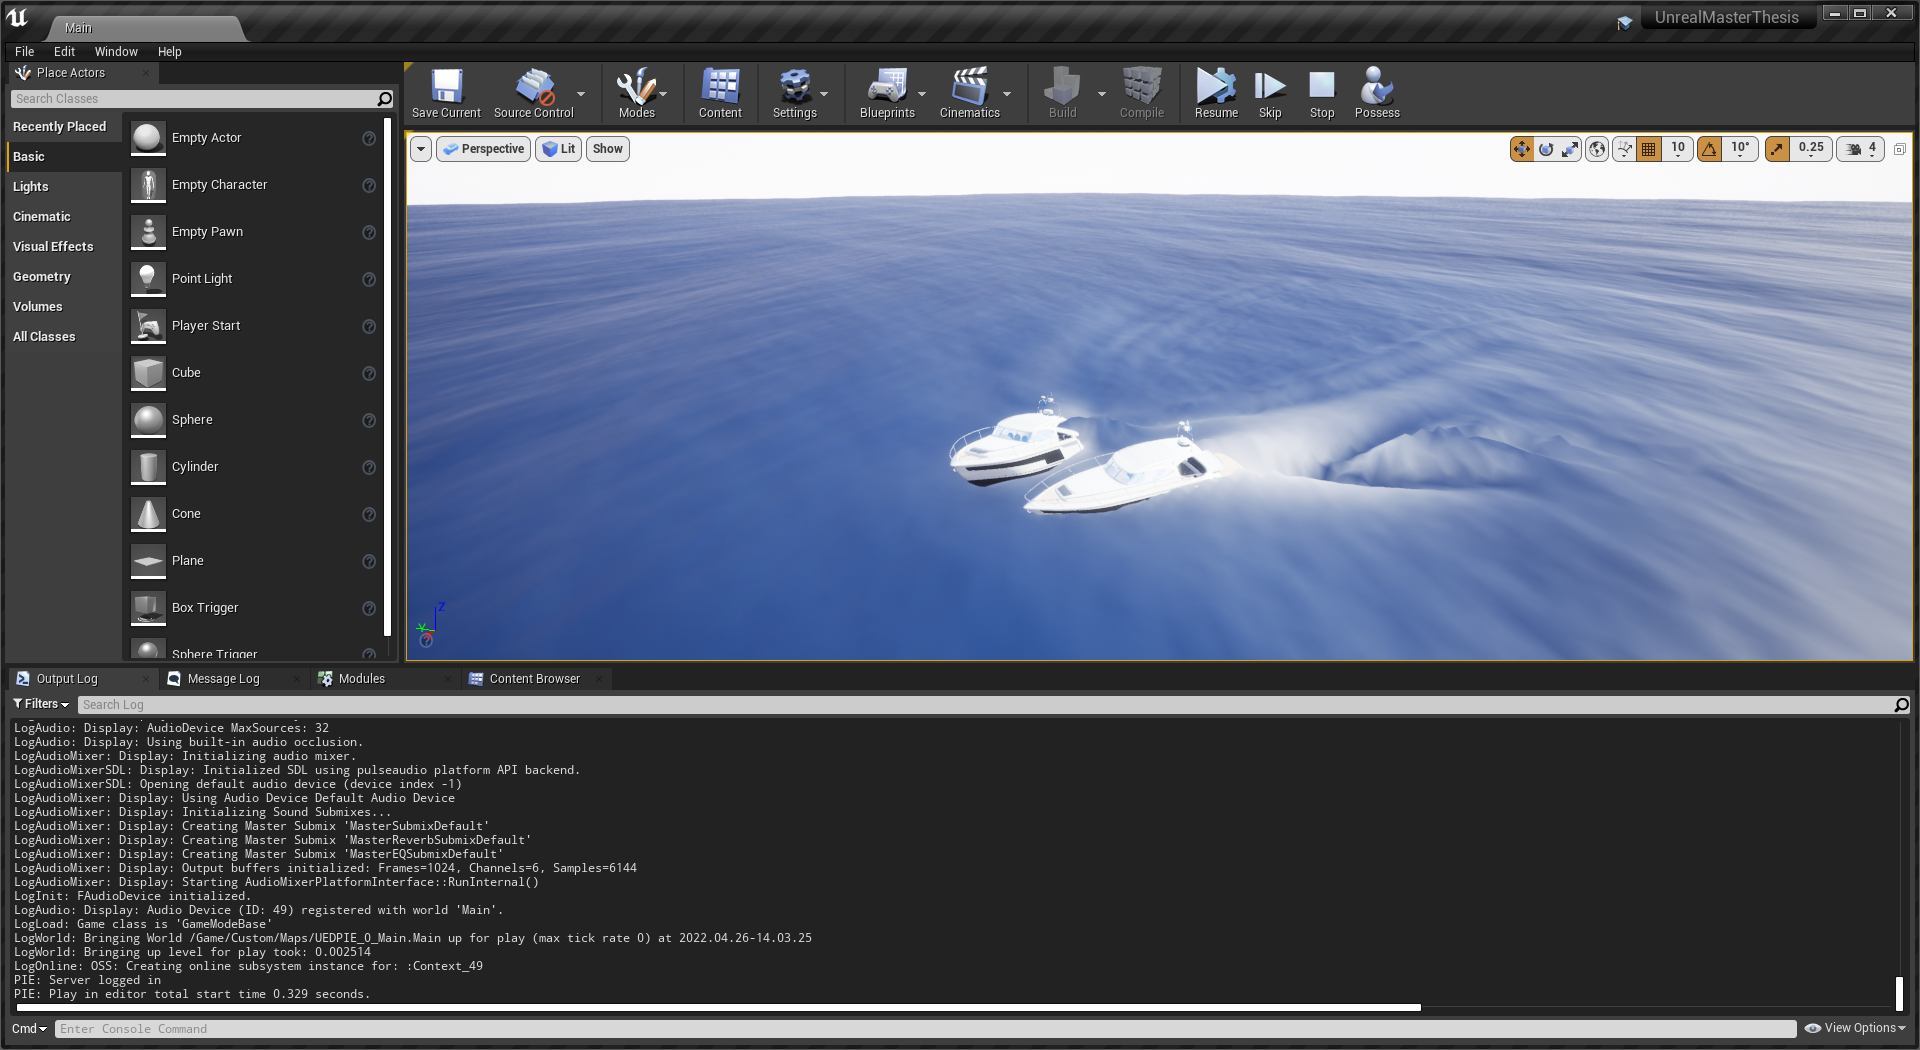 Main
UnrealMasterThesis
File Edit Window Help
Place Actors
Search Classes
Recently Placed
Basic
Lights
Cinematic
Visual Effects
Geometry
Volumes
All Classes
Empty Actor
Empty Character
Empty Pawn
Point Light
Player Start
Cube
Sphere
Cylinder
Cone
Plane
Box Trigger
Sphere Trigger
Save Current Source Control Modes Content Settings Blueprints Cinematics Build Compile Resume Skip Stop Possess
Perspective Lit Show 10 10° 0.25 4
Z
Y
Output Log Message Log Modules Content Browser
Filters Search Log
LogAudio: Display: AudioDevice MaxSources: 32
LogAudio: Display: Using built-in audio occlusion.
LogAudioMixer: Display: Initializing audio mixer.
LogAudioMixerSDL: Display: Initialized SDL using pulseaudio platform API backend.
LogAudioMixerSDL: Opening default audio device (device index -1)
LogAudioMixer: Display: Using Audio Device Default Audio Device
LogAudioMixer: Display: Initializing Sound Submixes...
LogAudioMixer: Display: Creating Master Submix 'MasterSubmixDefault'
LogAudioMixer: Display: Creating Master Submix 'MasterReverbSubmixDefault'
LogAudioMixer: Display: Creating Master Submix 'MasterEQSubmixDefault'
LogAudioMixer: Display: Output buffers initialized: Frames=1024, Channels=6, Samples=6144
LogAudioMixer: Display: Starting AudioMixerPlatformInterface::RunInternal()
LogInit: FAudioDevice initialized.
LogAudio: Display: Audio Device (ID: 49) registered with world 'Main'.
LogLoad: Game class is 'GameModeBase'
LogWorld: Bringing World /Game/Custom/Maps/UEDPIE_0_Main.Main up for play (max tick rate 0) at 2022.04.26-14.03.25
LogWorld: Bringing up level for play took: 0.002514
LogOnline: OSS: Creating online subsystem instance for: :Context_49
PIE: Server logged in
PIE: Play in editor total start time 0.329 seconds.
Cmd Enter Console Command View Options